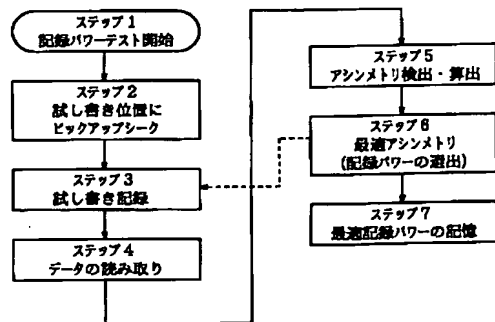 ステップ1
記録パワーテスト開始
ステップ2
試し書き位置に
ピックアップシーク
ステップ3
試し書き記録
ステップ4
データの読み取り
ステップ5
アシンメトリ検出・算出
ステップ6
最適アシンメトリ
(記録パワーの選出)
ステップ7
最適記録パワーの記憶